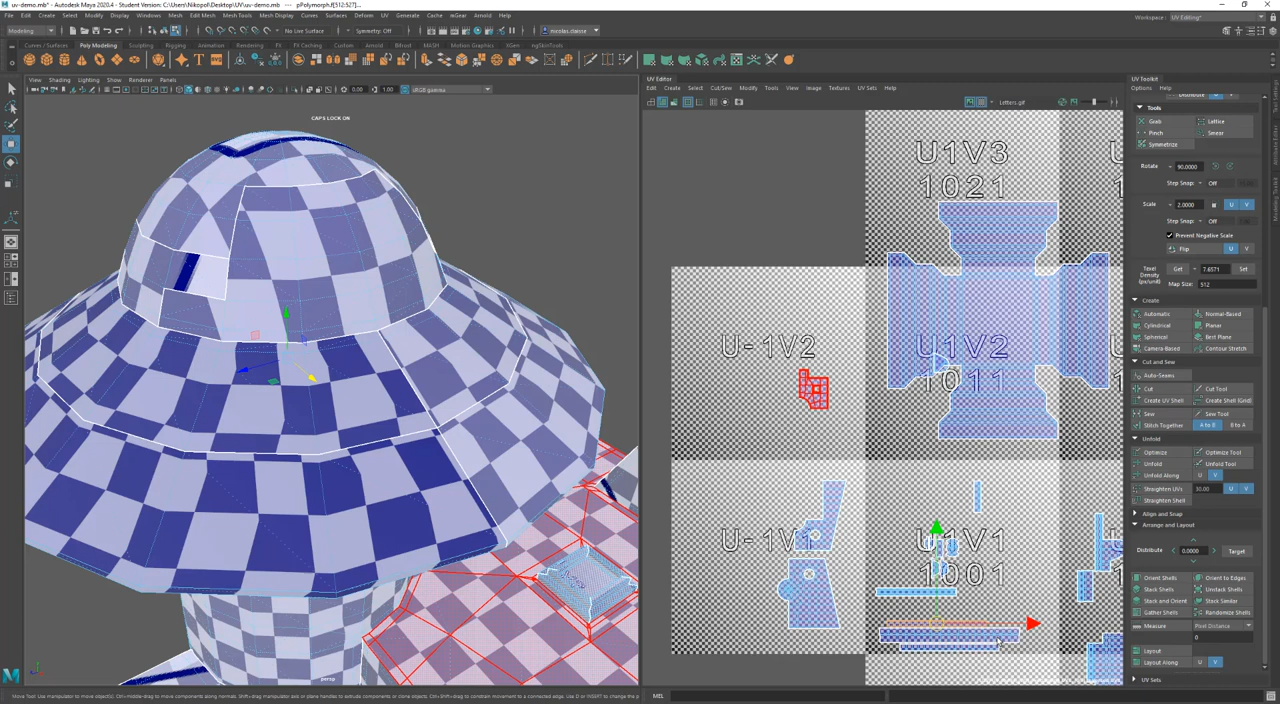 uv-demo.mb* - Autodesk Maya 2020.4 - Student Version: C:\Users\Nikopol\Desktop\UV\uv-demo.mb --- pPolymorph.f[512:527]...
File Edit Create Select Modify Display Windows Mesh Edit Mesh Mesh Tools Mesh Display Curves Surfaces Deform UV Generate Cache mGear Arnold Help
Workspace : UV Editing*
Modeling
No Live Surface
Symmetry: Off
Curves / Surfaces Poly Modeling Sculpting Rigging Animation Rendering FX FX Caching Custom Arnold Bifrost MASH Motion Graphics XGen ngSkinTools
View Shading Lighting Show Renderer Panels
0.00 1.00 sRGB gamma
CAPS LOCK ON
persp
UV Editor
Edit Create Select Cut/Sew Modify Tools View Image Textures UV Sets Help
U1V3
1021
U-1V2
U1V2
1011
U-1V1
U1V1
1001
UV Toolkit
Options Help
Distribute U V
Tools
Grab Lattice
Pinch Smear
Symmetrize
Rotate 90.0000
Step Snap: Off
Scale 2.0000 U V
Step Snap: Off
Prevent Negative Scale
Flip U V
Texel
Density
(px/unit)
Get 7.6571 Set
Map Size: 512
Create
Automatic Normal-Based
Cylindrical Planar
Spherical Best Plane
Camera-Based Contour Stretch
Cut and Sew
Auto-Seams
Cut Cut Tool
Create UV Shell Create Shell (Grid)
Sew Sew Tool
Stitch Together A to B B to A
Unfold
Optimize Optimize Tool
Unfold Unfold Tool
Unfold Along U V
Straighten UVs 30.00 U V
Straighten Shell
Align and Snap
Arrange and Layout
Distribute 0.0000 Target
Orient Shells Orient to Edges
Stack Shells Unstack Shells
Stack and Orient Stack Similar
Gather Shells Randomize Shells
Measure Pixel Distance
0
Layout
Layout Along U V
UV Sets
MEL